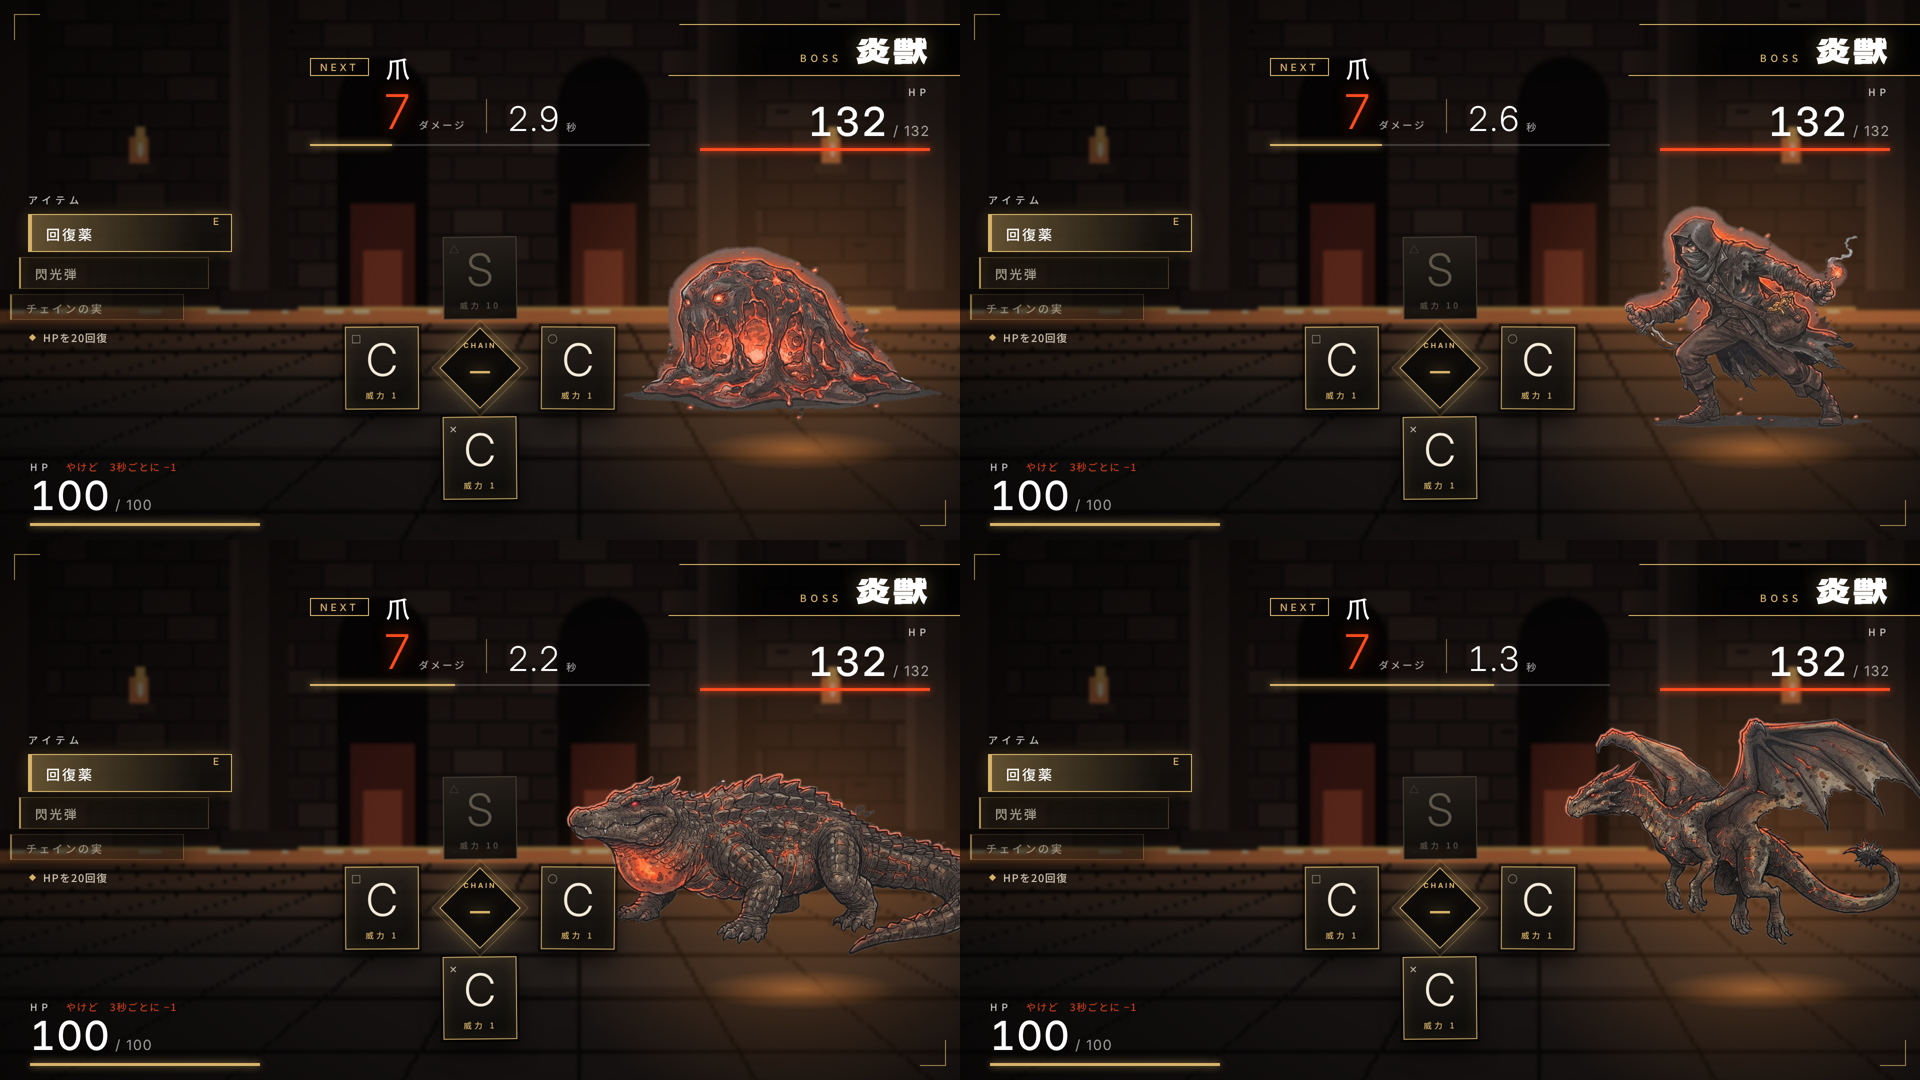 NEXT 爪
BOSS 炎獣
HP
7 ダメージ 2.9 秒
132 / 132
アイテム
回復薬 E
閃光弾
チェインの実
◆ HPを20回復
△
S
威力 10
□
C
威力 1
CHAIN
—
○
C
威力 1
×
C
威力 1
HP やけど 3秒ごとに −1
100 / 100
NEXT 爪
BOSS 炎獣
HP
7 ダメージ 2.6 秒
132 / 132
アイテム
回復薬 E
閃光弾
チェインの実
◆ HPを20回復
△
S
威力 10
□
C
威力 1
CHAIN
—
○
C
威力 1
×
C
威力 1
HP やけど 3秒ごとに −1
100 / 100
NEXT 爪
BOSS 炎獣
HP
7 ダメージ 2.2 秒
132 / 132
アイテム
回復薬 E
閃光弾
チェインの実
◆ HPを20回復
△
S
威力 10
□
C
威力 1
CHAIN
—
○
C
威力 1
×
C
威力 1
HP やけど 3秒ごとに −1
100 / 100
NEXT 爪
BOSS 炎獣
HP
7 ダメージ 1.3 秒
132 / 132
アイテム
回復薬 E
閃光弾
チェインの実
◆ HPを20回復
△
S
威力 10
□
C
威力 1
CHAIN
—
○
C
威力 1
×
C
威力 1
HP やけど 3秒ごとに −1
100 / 100